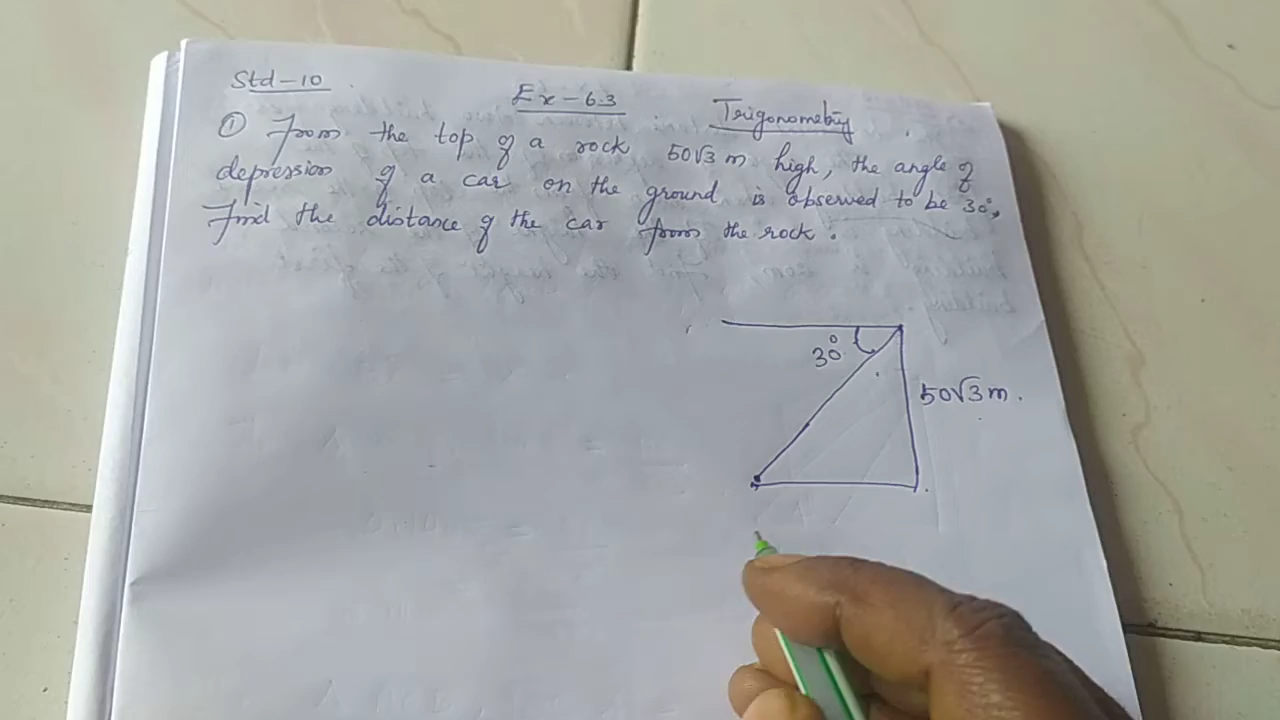 Std-10
Ex-6.3
Trigonometry
① From the top of a rock 50√3 m high, the angle of
depression of a car on the ground is observed to be 30°,
Find the distance of the car from the rock.
30°
50√3 m.